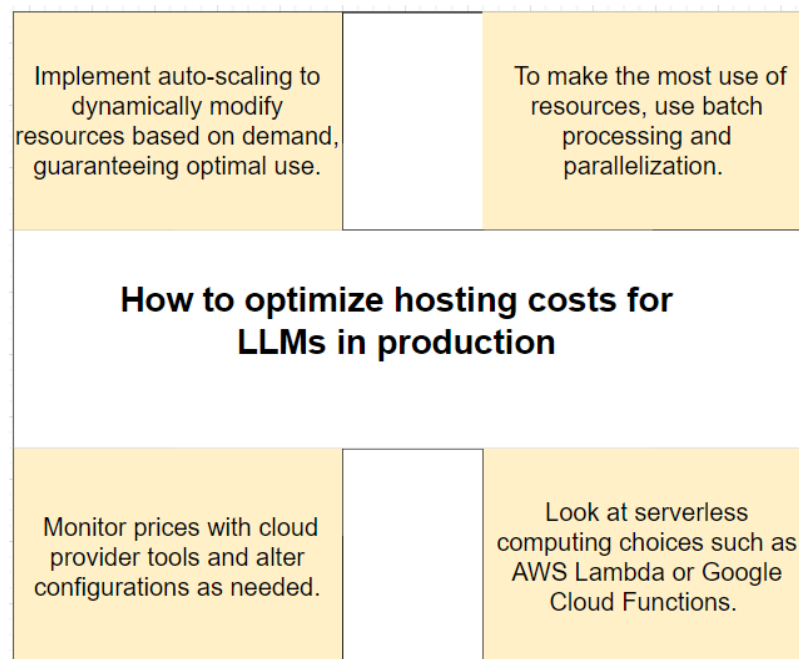 Implement auto-scaling to
dynamically modify
resources based on demand,
guaranteeing optimal use.
To make the most use of
resources, use batch
processing and
parallelization.
How to optimize hosting costs for
LLMs in production
Monitor prices with cloud
provider tools and alter
configurations as needed.
Look at serverless
computing choices such as
AWS Lambda or Google
Cloud Functions.